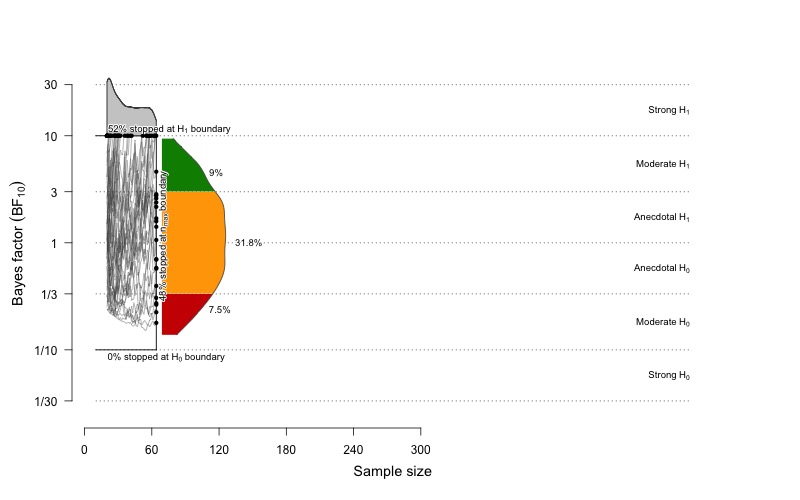 30
Strong H1
52% stopped at H1 boundary
10
Moderate H1
9%
3
Anecdotal H1
48% stopped at nmax boundary
1
31.8%
Anecdotal H0
1/3
7.5%
Moderate H0
1/10
0% stopped at H0 boundary
Strong H0
1/30
Bayes factor (BF10)
0 60 120 180 240 300
Sample size